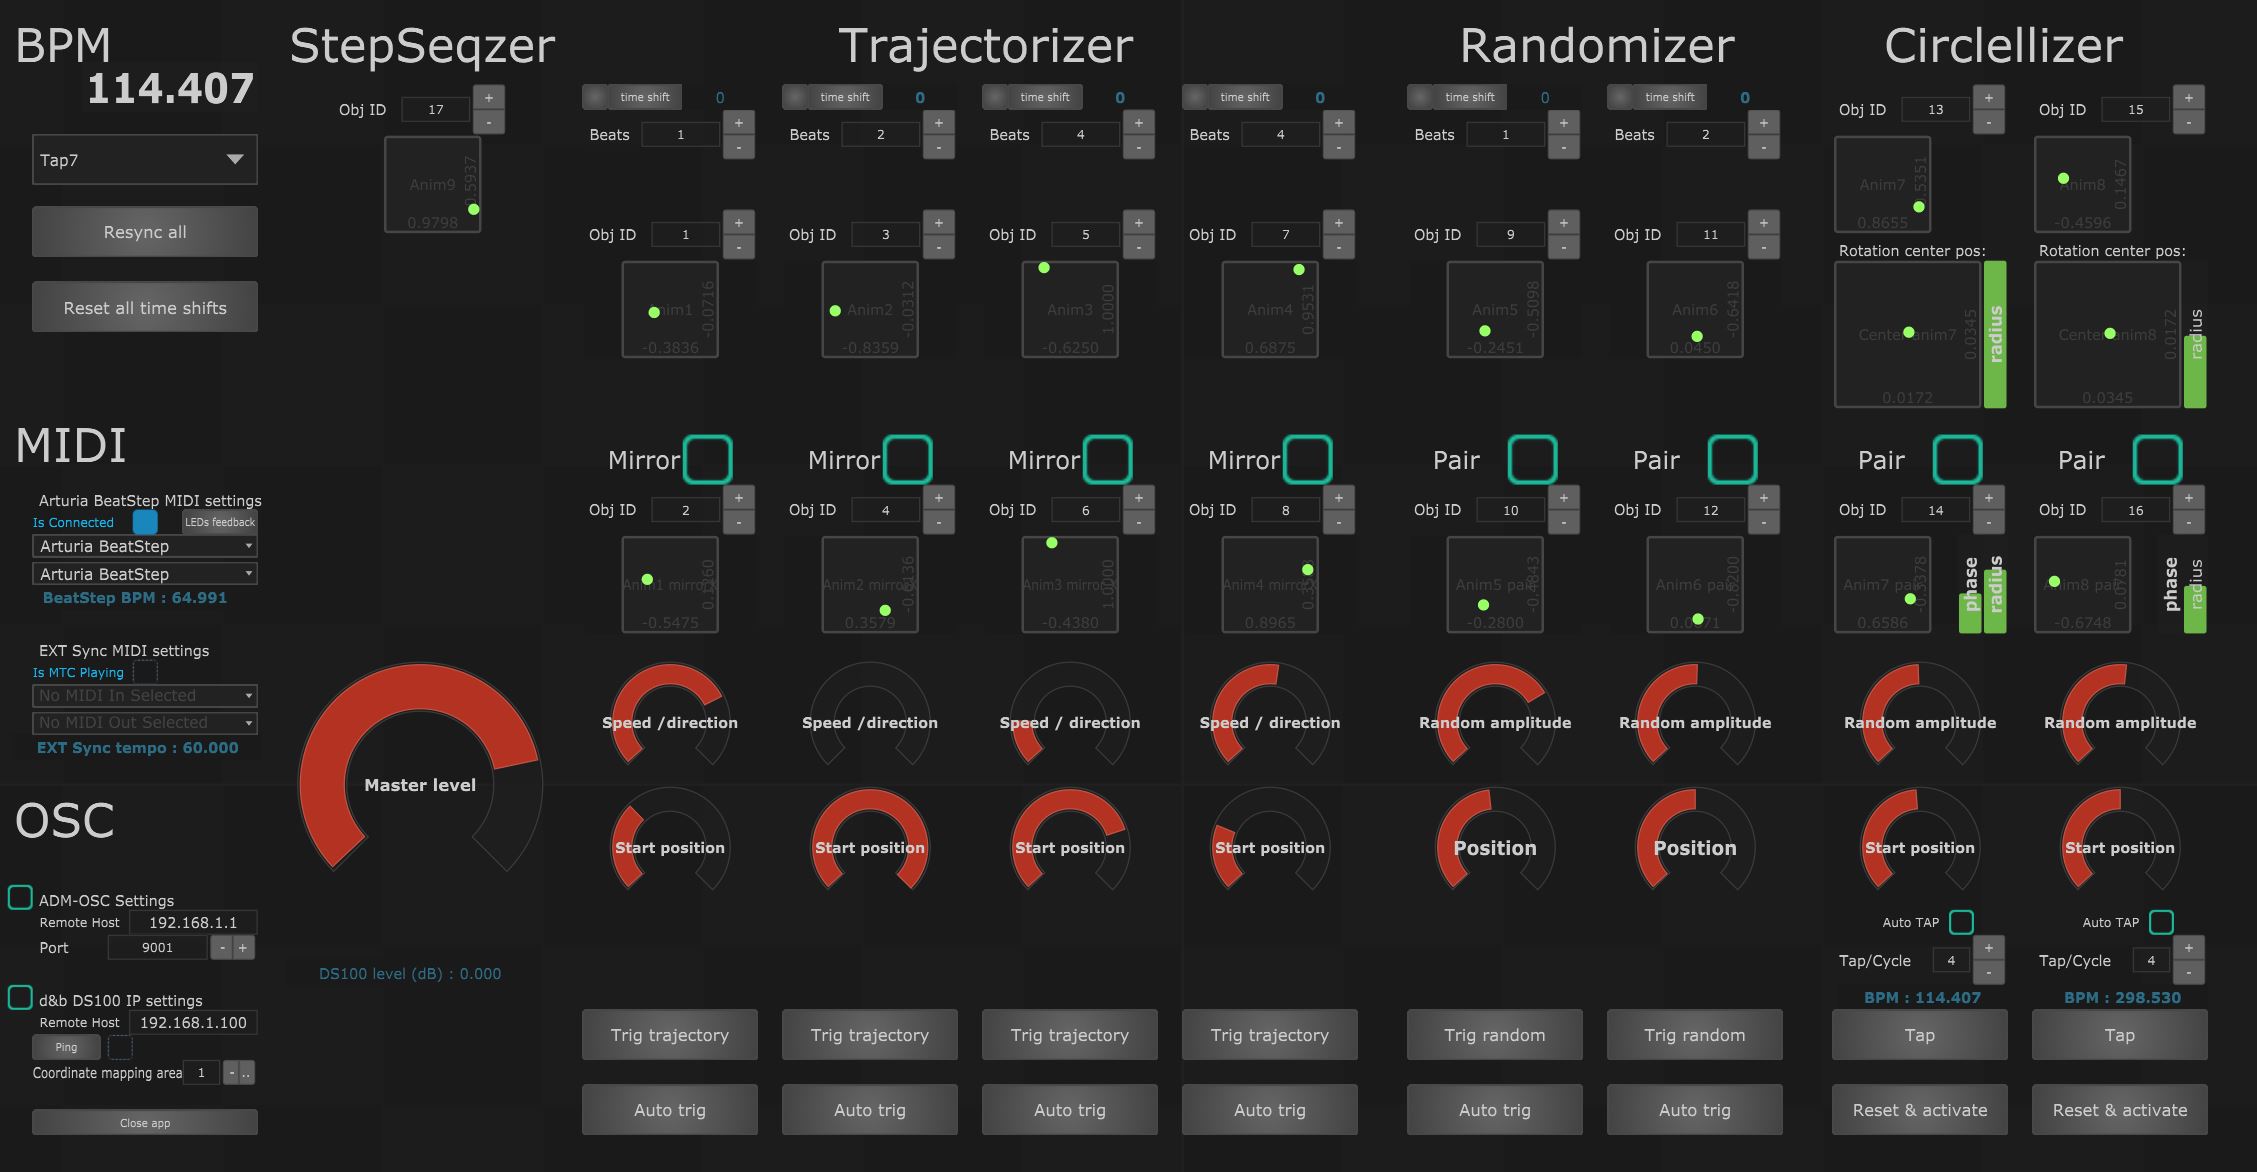 BPM
114.407
Tap7
Resync all
Reset all time shifts
MIDI
Arturia BeatStep MIDI settings
Is Connected
LEDs feedback
Arturia BeatStep
Arturia BeatStep
BeatStep BPM : 64.991
EXT Sync MIDI settings
Is MTC Playing
No MIDI In Selected
No MIDI Out Selected
EXT Sync tempo : 60.000
OSC
ADM-OSC Settings
Remote Host 192.168.1.1
Port 9001 - +
d&b DS100 IP settings
Remote Host 192.168.1.100
Ping
Coordinate mapping area 1 - ..
Close app
StepSeqzer
Obj ID 17 + -
Anim9
0.5937
0.9798
Master level
DS100 level (dB) : 0.000
Trajectorizer
time shift 0
Beats 1 + -
Obj ID 1 + -
Anim1
-0.0716
-0.3836
Mirror
Obj ID 2 + -
Anim1 mirror
-0.5475
Speed /direction
Start position
Trig trajectory
Auto trig
time shift 0
Beats 2 + -
Obj ID 3 + -
Anim2
-0.0312
-0.8359
Mirror
Obj ID 4 + -
Anim2 mirror
0.3579
Speed /direction
Start position
Trig trajectory
Auto trig
time shift 0
Beats 4 + -
Obj ID 5 + -
Anim3
1.0000
-0.6250
Mirror
Obj ID 6 + -
Anim3 mirror
1.0000
-0.4380
Speed / direction
Start position
Trig trajectory
Auto trig
time shift 0
Beats 4 + -
Obj ID 7 + -
Anim4
0.9531
0.6875
Mirror
Obj ID 8 + -
Anim4 mirror
0.8965
Speed / direction
Start position
Trig trajectory
Auto trig
Randomizer
time shift 0
Beats 1 + -
Obj ID 9 + -
Anim5
-0.5098
-0.2451
Pair
Obj ID 10 + -
Anim5 pair
-0.4843
-0.2800
Random amplitude
Position
Trig random
Auto trig
time shift 0
Beats 2 + -
Obj ID 11 + -
Anim6
-0.6418
0.0450
Pair
Obj ID 12 + -
Anim6 pair
-0.8200
Random amplitude
Position
Trig random
Auto trig
Circlellizer
Obj ID 13 + -
Anim7
0.5351
0.8655
Rotation center pos:
Center anim7
0.0345
0.0172
radius
Pair
Obj ID 14 + -
Anim7 pair
-0.3378
0.6586
phase
radius
Random amplitude
Start position
Auto TAP
Tap/Cycle 4 + -
BPM : 114.407
Tap
Reset & activate
Obj ID 15 + -
Anim8
0.1467
-0.4596
Rotation center pos:
Center anim8
0.0172
0.0345
radius
Pair
Obj ID 16 + -
Anim8 pair
0.0781
-0.6748
phase
radius
Random amplitude
Start position
Auto TAP
Tap/Cycle 4 + -
BPM : 298.530
Tap
Reset & activate